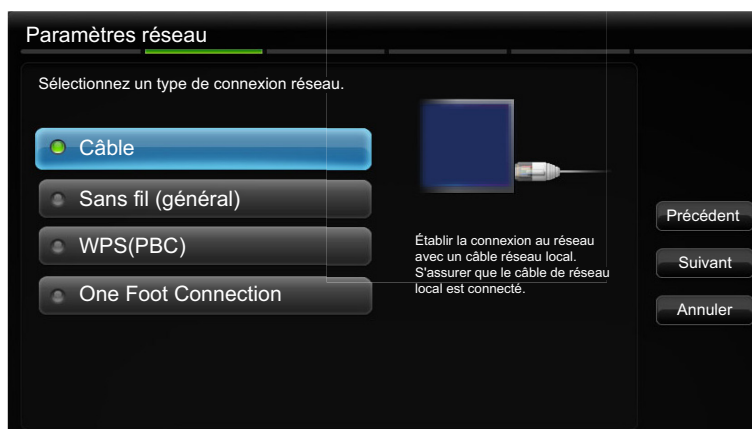 Paramètres réseau
Sélectionnez un type de connexion réseau.
Câble
Sans fil (général)
WPS(PBC)
One Foot Connection
Établir la connexion au réseau
avec un câble réseau local.
S'assurer que le câble de réseau
local est connecté.
Précédent
Suivant
Annuler